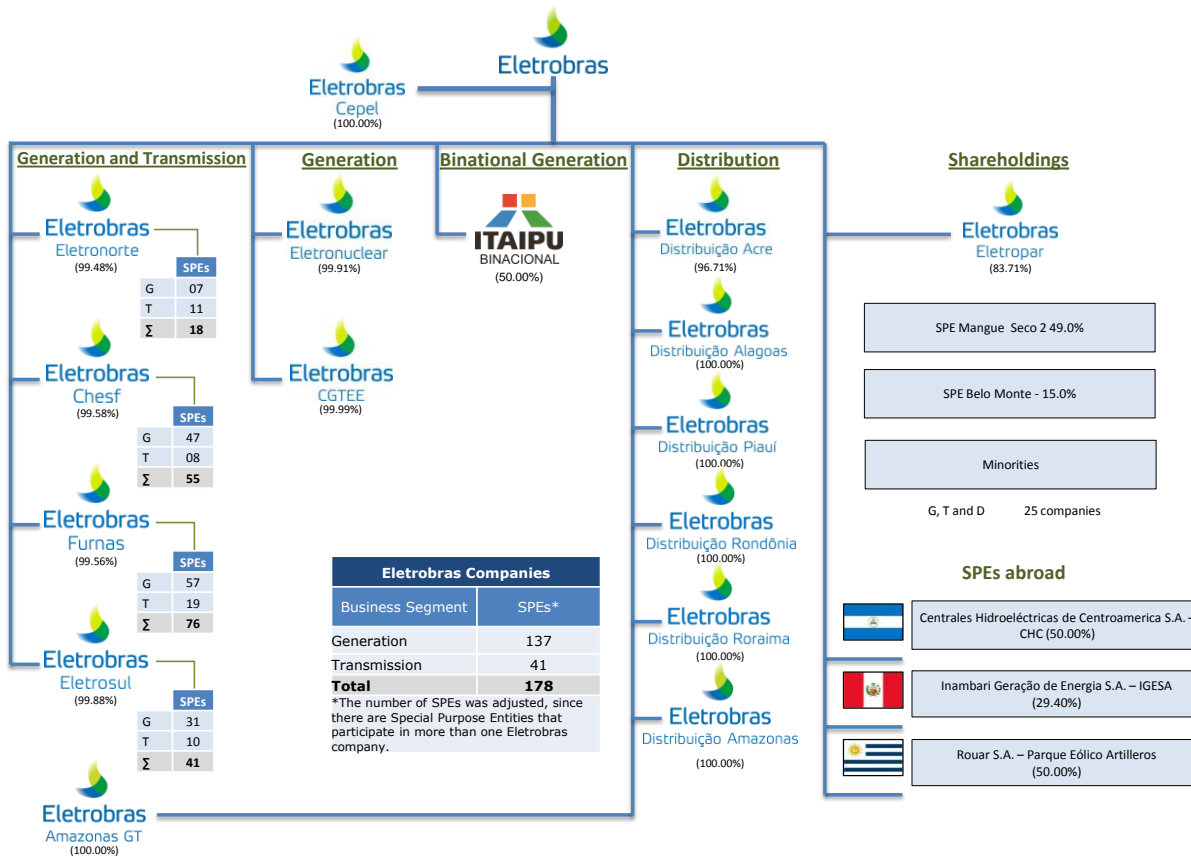 Eletrobras
Eletrobras
Cepel
(100.00%)
Generation and Transmission
Eletrobras
Eletronorte
(99.48%)
SPEs
G 07
T 11
Σ 18
Eletrobras
Chesf
(99.58%)
SPEs
G 47
T 08
Σ 55
Eletrobras
Furnas
(99.56%)
SPEs
G 57
T 19
Σ 76
Eletrobras
Eletrosul
(99.88%)
SPEs
G 31
T 10
Σ 41
Eletrobras
Amazonas GT
(100.00%)
Generation
Eletrobras
Eletronuclear
(99.91%)
Eletrobras
CGTEE
(99.99%)
Binational Generation
ITAIPU
BINACIONAL
(50.00%)
Eletrobras Companies
Business Segment SPEs*
Generation 137
Transmission 41
Total 178
*The number of SPEs was adjusted, since
there are Special Purpose Entities that
participate in more than one Eletrobras
company.
Distribution
Eletrobras
Distribuição Acre
(96.71%)
Eletrobras
Distribuição Alagoas
(100.00%)
Eletrobras
Distribuição Piauí
(100.00%)
Eletrobras
Distribuição Rondônia
(100.00%)
Eletrobras
Distribuição Roraima
(100.00%)
Eletrobras
Distribuição Amazonas
(100.00%)
Shareholdings
Eletrobras
Eletropar
(83.71%)
SPE Mangue Seco 2 49.0%
SPE Belo Monte - 15.0%
Minorities
G, T and D 25 companies
SPEs abroad
Centrales Hidroeléctricas de Centroamerica S.A. –
CHC (50.00%)
Inambari Geração de Energia S.A. – IGESA
(29.40%)
Rouar S.A. – Parque Eólico Artilleros
(50.00%)